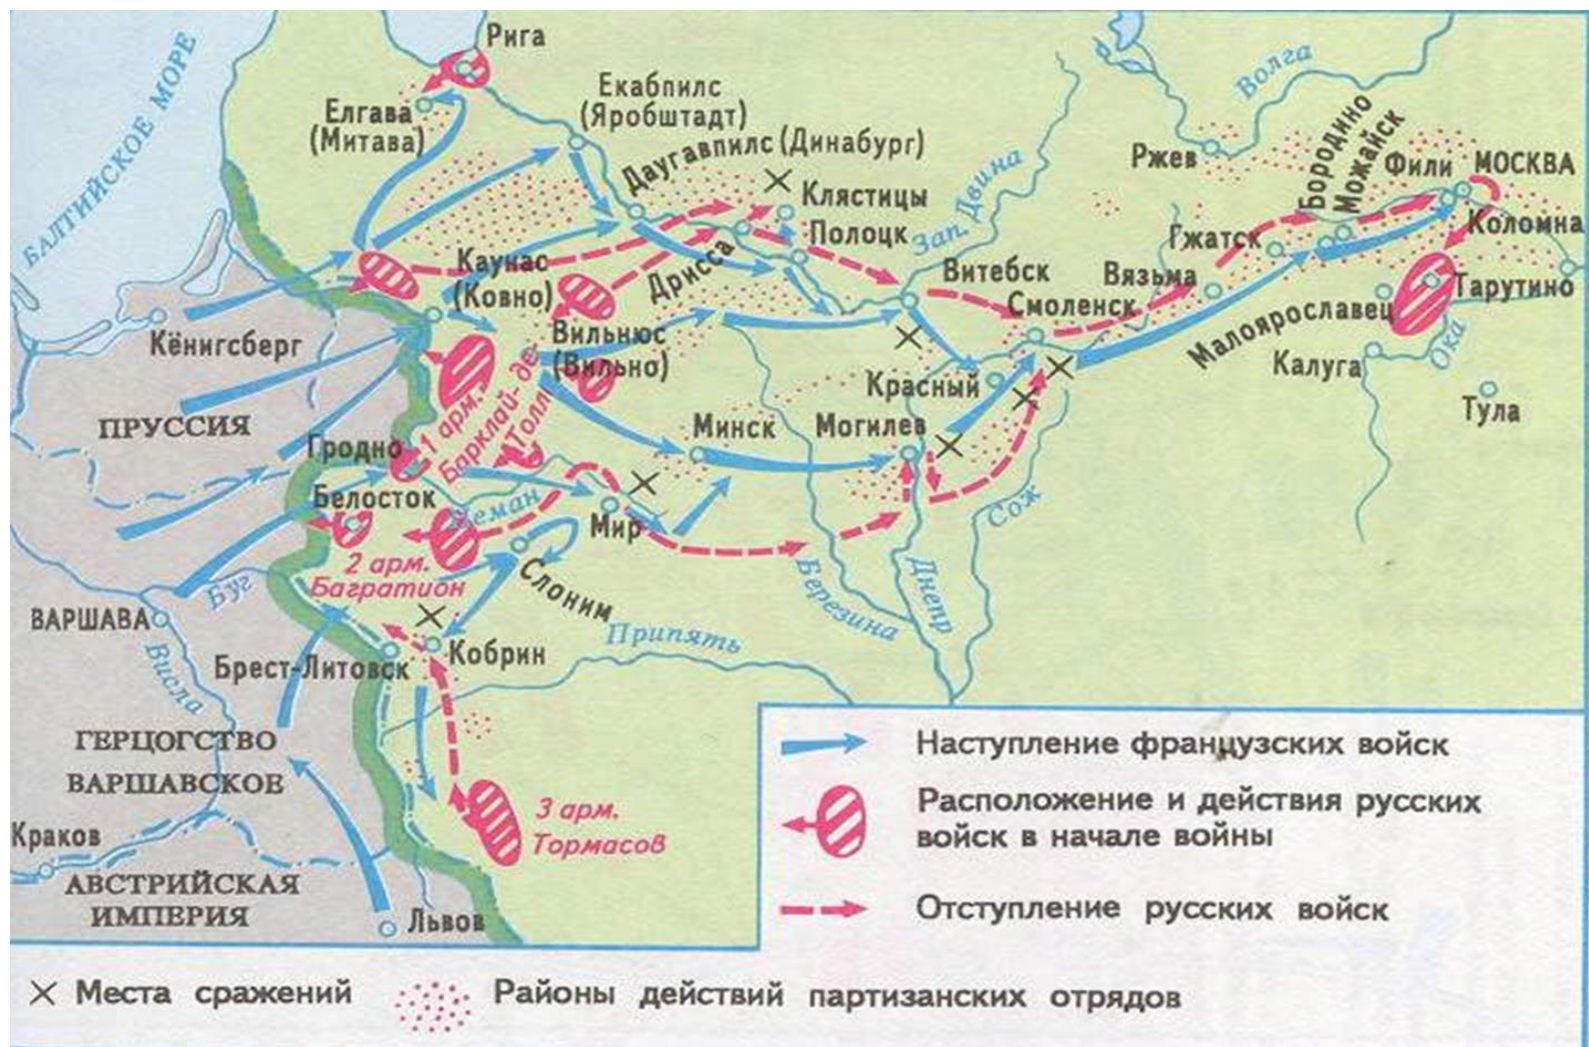 Рига
БАЛТИЙСКОЕ МОРЕ
Екабпилс
(Яробштадт)
Елгава
(Митава)
Даугавпилс (Динабург)
Клястицы
Полоцк
Зап. Двина
Волга
Ржев
Бородино
Можайск
Фили
МОСКВА
Коломна
Гжатск
Вязьма
Тарутино
Малоярославец
Калуга
Ока
Тула
Каунас
(Ковно)
Дрисса
Витебск
Смоленск
Кёнигсберг
Вильнюс
(Вильно)
Красный
ПРУССИЯ
1 арм.
Барклай-де-
Толли
Гродно
Минск
Могилев
Белосток
Неман
Мир
Сож
2 арм.
Багратион
Слоним
Березина
Днепр
Буг
ВАРШАВА
Висла
Припять
Брест-Литовск
Кобрин
ГЕРЦОГСТВО
ВАРШАВСКОЕ
3 арм.
Тормасов
Краков
АВСТРИЙСКАЯ
ИМПЕРИЯ
Львов
Наступление французских войск
Расположение и действия русских
войск в начале войны
Отступление русских войск
Места сражений
Районы действий партизанских отрядов